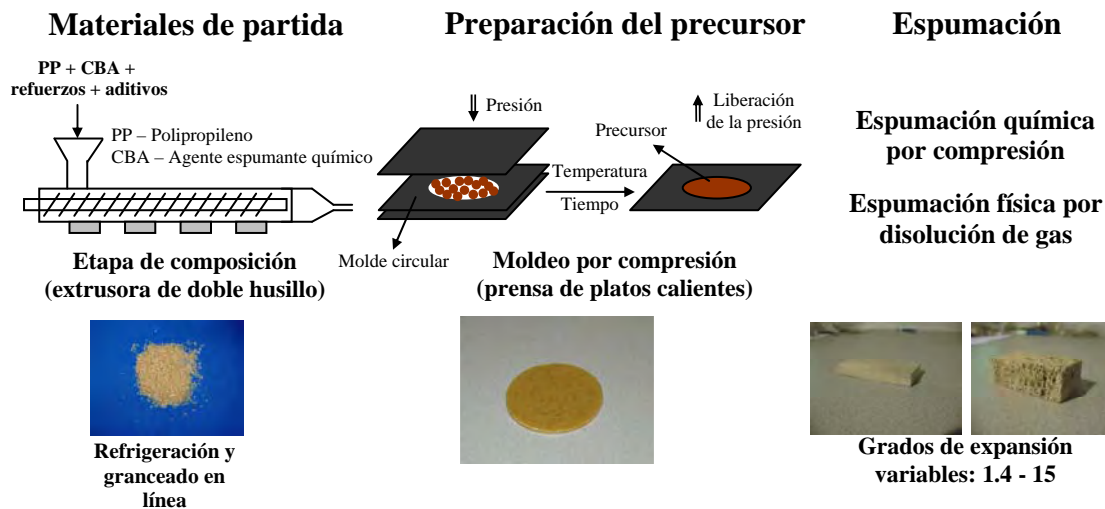 Materiales de partida
PP + CBA +
refuerzos + aditivos
PP – Polipropileno
CBA – Agente espumante químico
Etapa de composición
(extrusora de doble husillo)
Refrigeración y
granceado en
línea
Preparación del precursor
Presión
Liberación
de la presión
Precursor
Temperatura
Tiempo
Molde circular
Moldeo por compresión
(prensa de platos calientes)
Espumación
Espumación química
por compresión
Espumación física por
disolución de gas
Grados de expansión
variables: 1.4 - 15